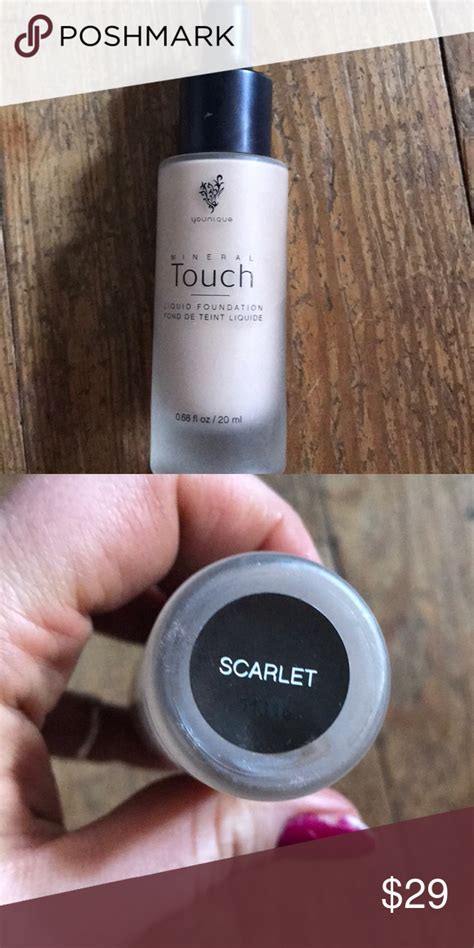 POSHMARK
younique
MINERAL
Touch
LIQUID FOUNDATION
FOND DE TEINT LIQUIDE
0.68 fl oz / 20 ml
SCARLET
$29